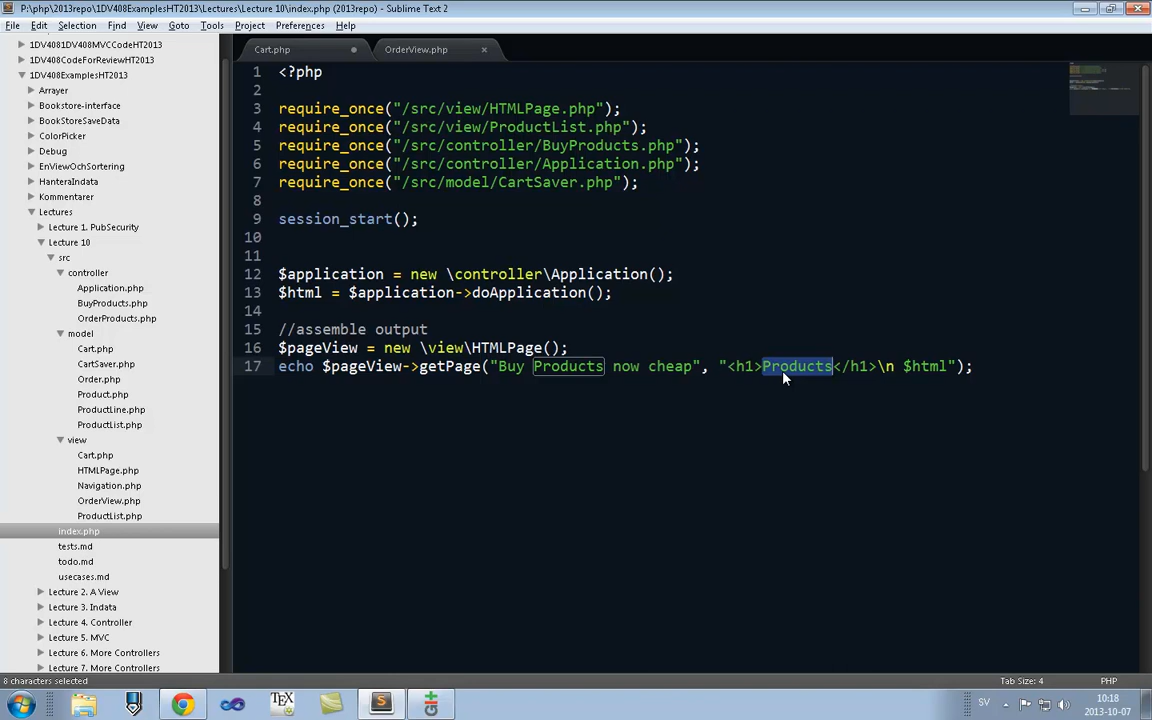 P:\php\2013repo\1DV408ExamplesHT2013\Lectures\Lecture 10\index.php (2013repo) - Sublime Text 2
File Edit Selection Find View Goto Tools Project Preferences Help
1DV4081DV408MVCCodeHT2013
1DV408CodeForReviewHT2013
1DV408ExamplesHT2013
Arrayer
Bookstore-interface
BookStoreSaveData
ColorPicker
Debug
EnViewOchSortering
HanteraIndata
Kommentarer
Lectures
Lecture 1. PubSecurity
Lecture 10
src
controller
Application.php
BuyProducts.php
OrderProducts.php
model
Cart.php
CartSaver.php
Order.php
Product.php
ProductLine.php
ProductList.php
view
Cart.php
HTMLPage.php
Navigation.php
OrderView.php
ProductList.php
index.php
tests.md
todo.md
usecases.md
Lecture 2. A View
Lecture 3. Indata
Lecture 4. Controller
Lecture 5. MVC
Lecture 6. More Controllers
Lecture 7. More Controllers
Cart.php OrderView.php
1 <?php
2
3 require_once("/src/view/HTMLPage.php");
4 require_once("/src/view/ProductList.php");
5 require_once("/src/controller/BuyProducts.php");
6 require_once("/src/controller/Application.php");
7 require_once("/src/model/CartSaver.php");
8
9 session_start();
10
11
12 $application = new \controller\Application();
13 $html = $application->doApplication();
14
15 //assemble output
16 $pageView = new \view\HTMLPage();
17 echo $pageView->getPage("Buy Products now cheap", "<h1>Products</h1>\n $html");
8 characters selected Tab Size: 4 PHP
SV 10:18
2013-10-07